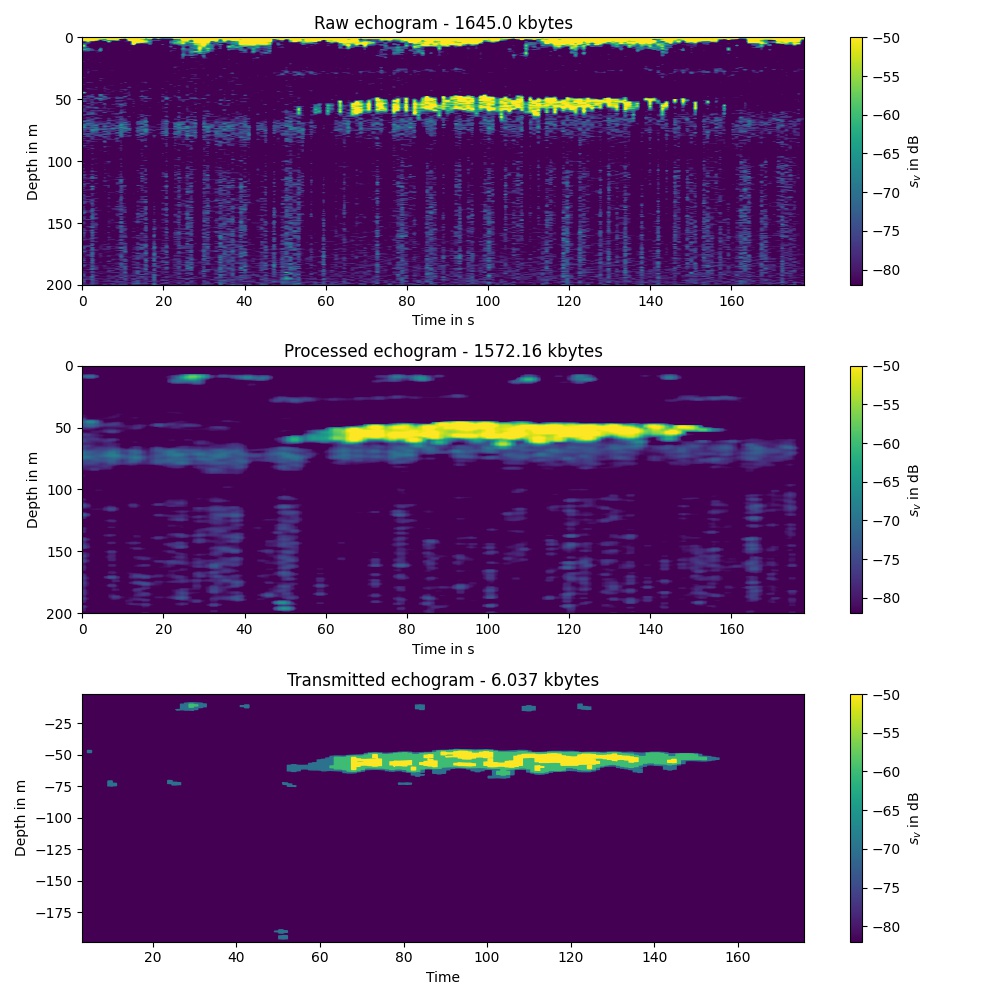 Raw echogram - 1645.0 kbytes
0
50
100
150
200
Depth in m
0 20 40 60 80 100 120 140 160
Time in s
−50
−55
−60
−65
−70
−75
−80
sv in dB
Processed echogram - 1572.16 kbytes
0
50
100
150
200
Depth in m
0 20 40 60 80 100 120 140 160
Time in s
−50
−55
−60
−65
−70
−75
−80
sv in dB
Transmitted echogram - 6.037 kbytes
−25
−50
−75
−100
−125
−150
−175
Depth in m
20 40 60 80 100 120 140 160
Time
−50
−55
−60
−65
−70
−75
−80
sv in dB